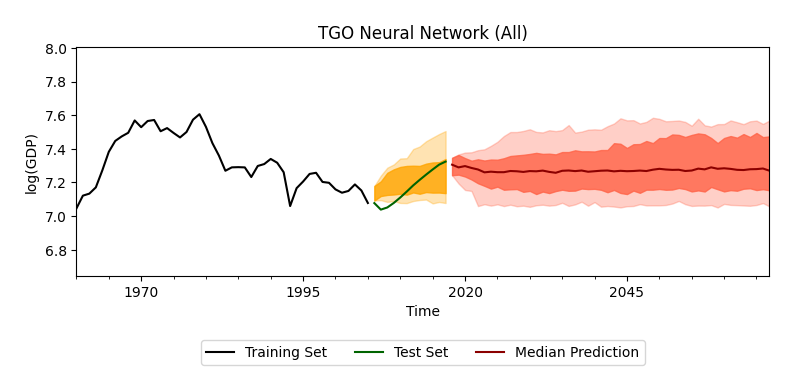 TGO Neural Network (All)
8.0
7.8
7.6
7.4
7.2
7.0
6.8
log(GDP)
1970 1995 2020 2045
Time
Training Set Test Set Median Prediction